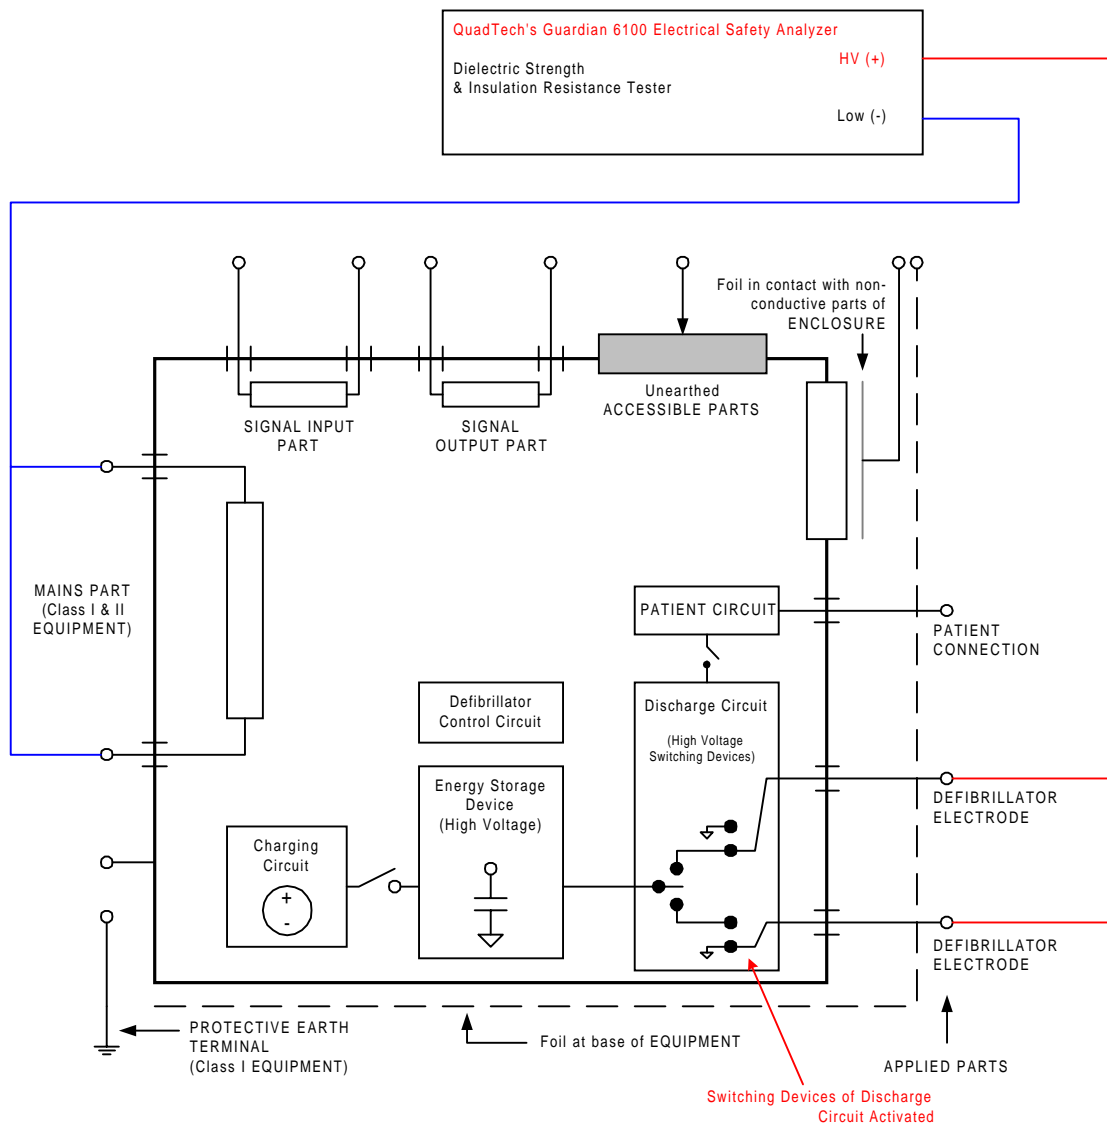 QuadTech's Guardian 6100 Electrical Safety Analyzer
HV (+)
Dielectric Strength
& Insulation Resistance Tester
Low (-)
Foil in contact with non-
conductive parts of
ENCLOSURE
Unearthed
ACCESSIBLE PARTS
SIGNAL INPUT
PART
SIGNAL
OUTPUT PART
MAINS PART
(Class I & II
EQUIPMENT)
PATIENT CIRCUIT
PATIENT
CONNECTION
Defibrillator
Control Circuit
Discharge Circuit
(High Voltage
Switching Devices)
Energy Storage
Device
(High Voltage)
DEFIBRILLATOR
ELECTRODE
Charging
Circuit
+
-
DEFIBRILLATOR
ELECTRODE
PROTECTIVE EARTH
TERMINAL
(Class I EQUIPMENT)
Foil at base of EQUIPMENT
APPLIED PARTS
Switching Devices of Discharge
Circuit Activated